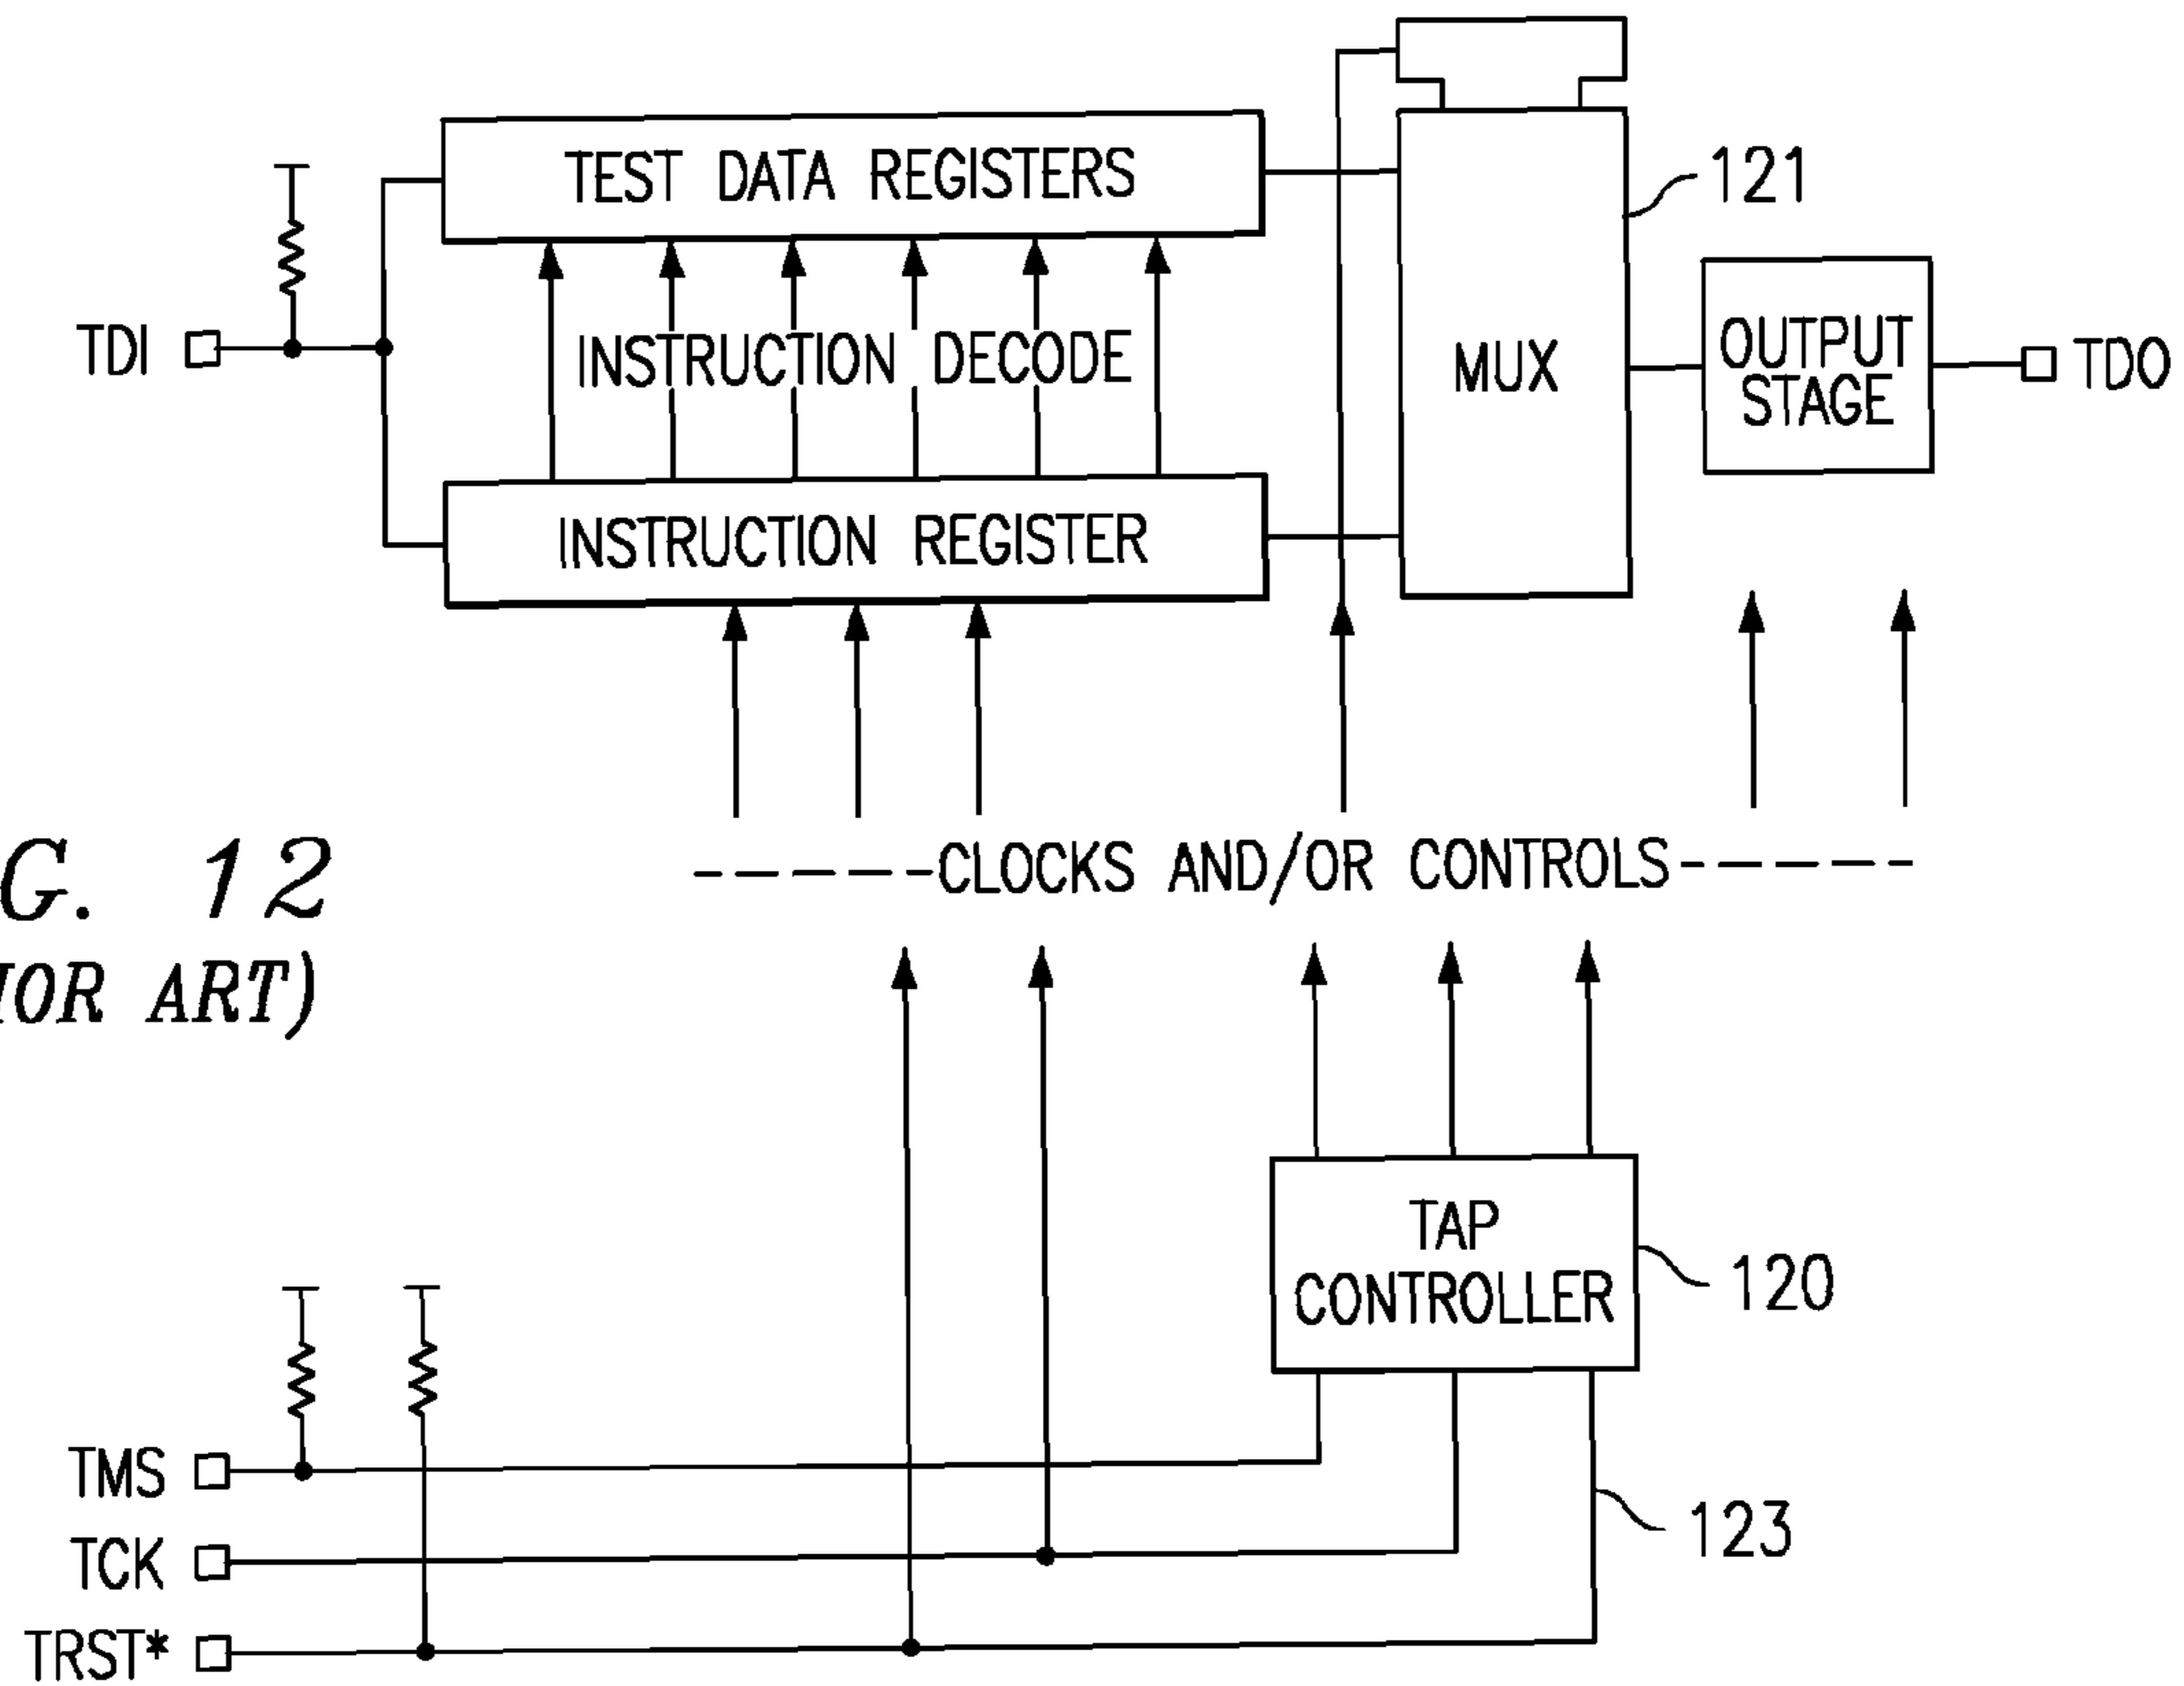 TEST DATA REGISTERS
121
TDI
INSTRUCTION DECODE
MUX
OUTPUT
STAGE
TDO
INSTRUCTION REGISTER
CLOCKS AND/OR CONTROLS
G. 12
IOR ART)
TAP
CONTROLLER
120
TMS
TCK
123
TRST*